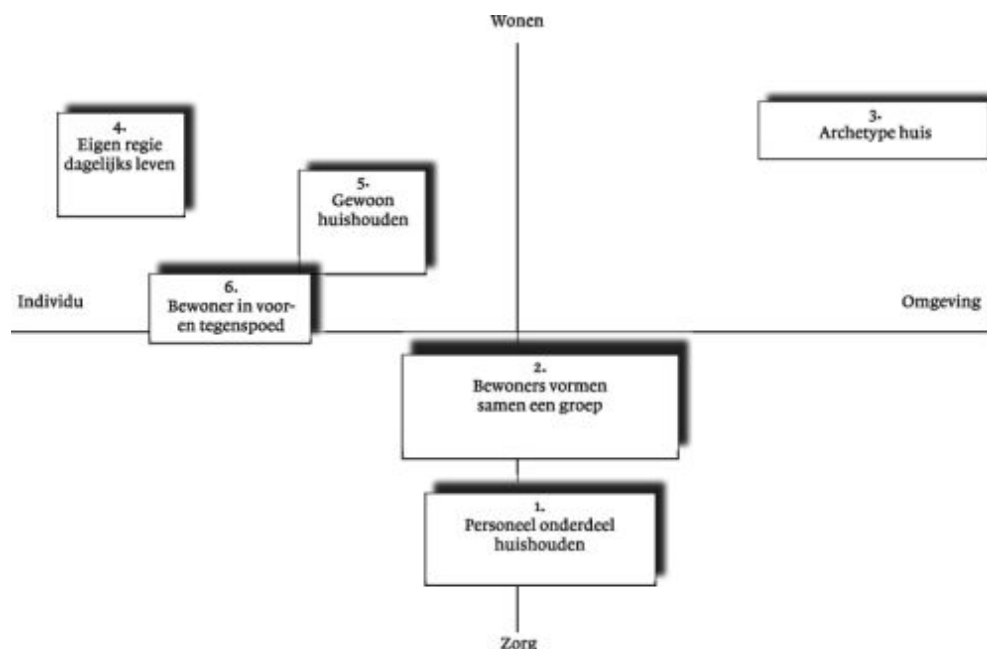 Wonen
4.
Eigen regie
dagelijks leven
3.
Archetype huis
5.
Gewoon
huishouden
Individu
6.
Bewoner in voor-
en tegenspoed
Omgeving
2.
Bewoners vormen
samen een groep
1.
Personeel onderdeel
huishouden
Zorg